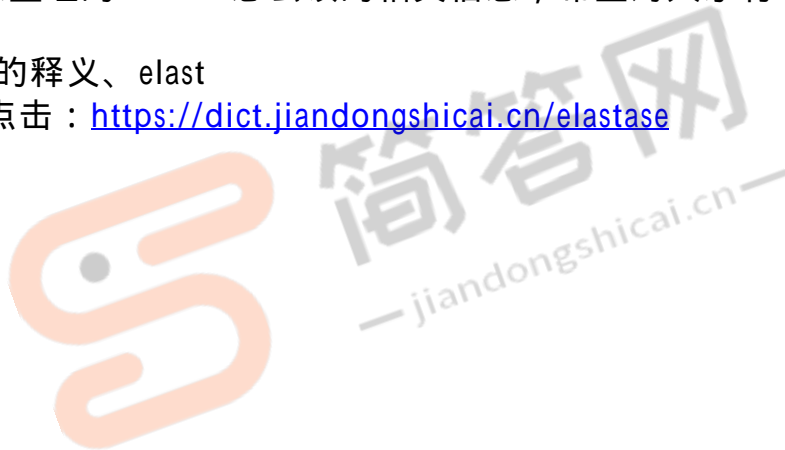 的释义、elast
点击：https://dict.jiandongshicai.cn/elastase
简答网
jiandongshicai.cn